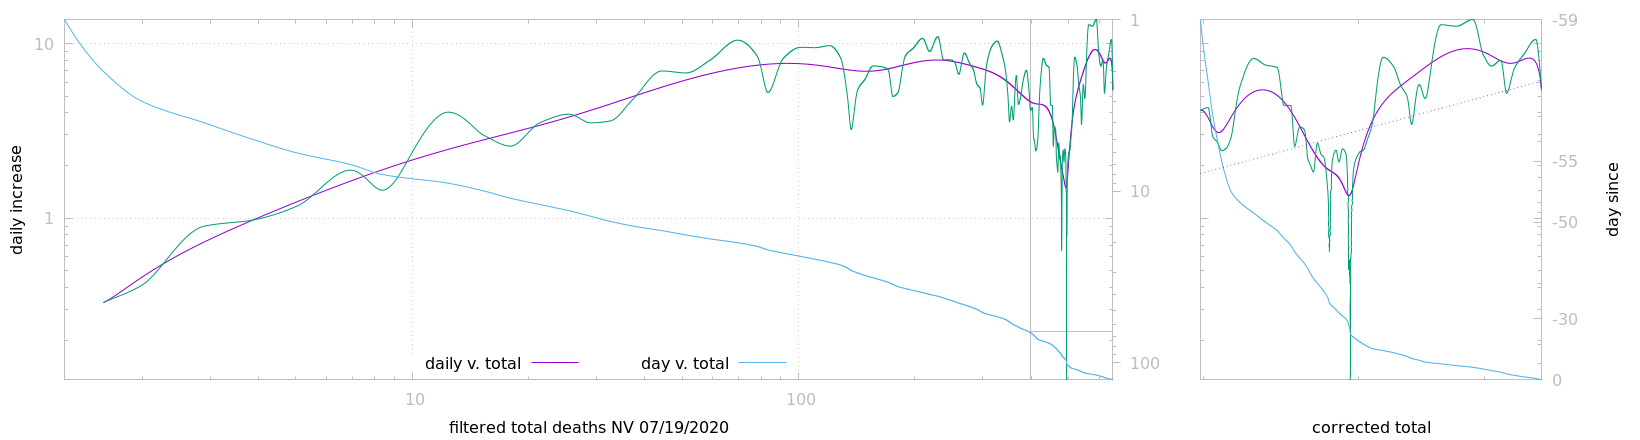 10
1
daily increase
1
10
100
daily v. total
day v. total
10
100
filtered total deaths NV 07/19/2020
-59
-55
-50
-30
0
day since
corrected total